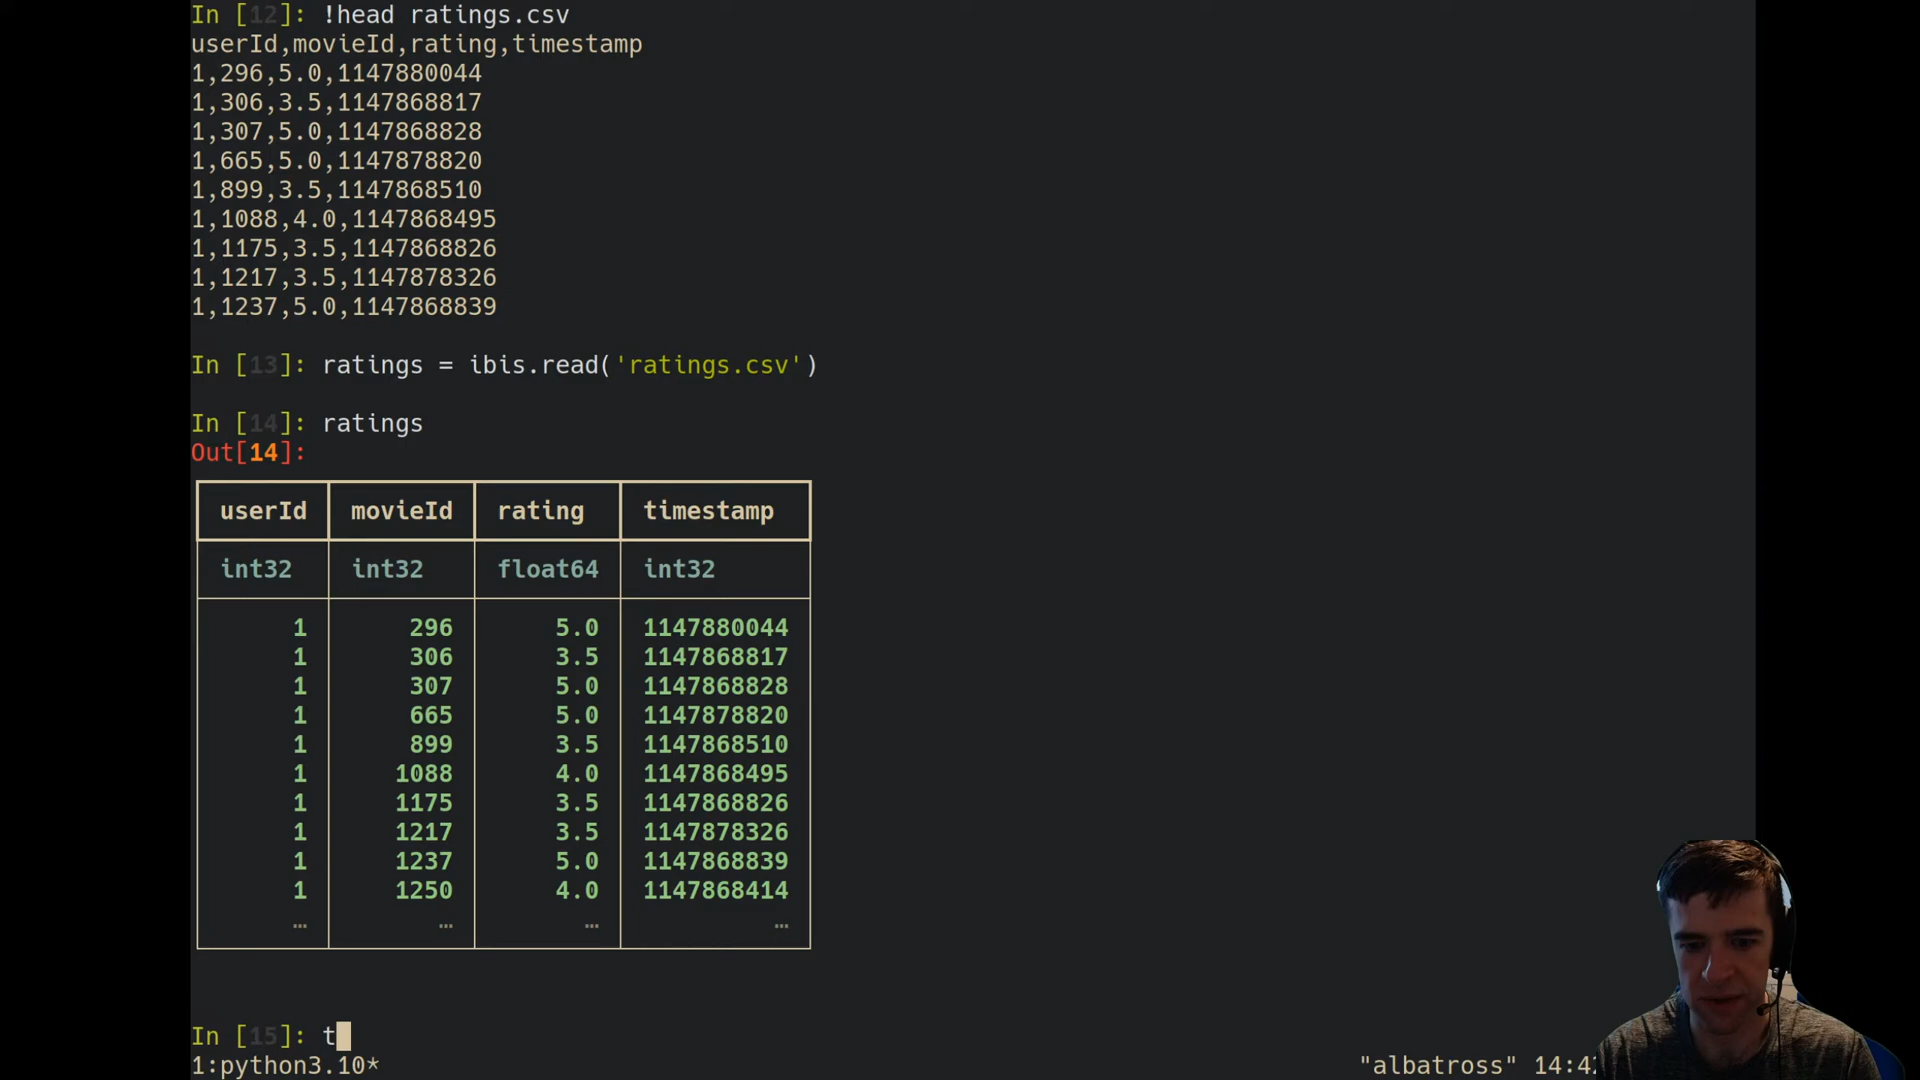 In [12]: !head ratings.csv
userId,movieId,rating,timestamp
1,296,5.0,1147880044
1,306,3.5,1147868817
1,307,5.0,1147868828
1,665,5.0,1147878820
1,899,3.5,1147868510
1,1088,4.0,1147868495
1,1175,3.5,1147868826
1,1217,3.5,1147878326
1,1237,5.0,1147868839
In [13]: ratings = ibis.read('ratings.csv')
In [14]: ratings
Out[14]:
userId movieId rating timestamp
int32 int32 float64 int32
1 296 5.0 1147880044
1 306 3.5 1147868817
1 307 5.0 1147868828
1 665 5.0 1147878820
1 899 3.5 1147868510
1 1088 4.0 1147868495
1 1175 3.5 1147868826
1 1217 3.5 1147878326
1 1237 5.0 1147868839
1 1250 4.0 1147868414
… … … …
In [15]: t
1:python3.10* "albatross" 14:42